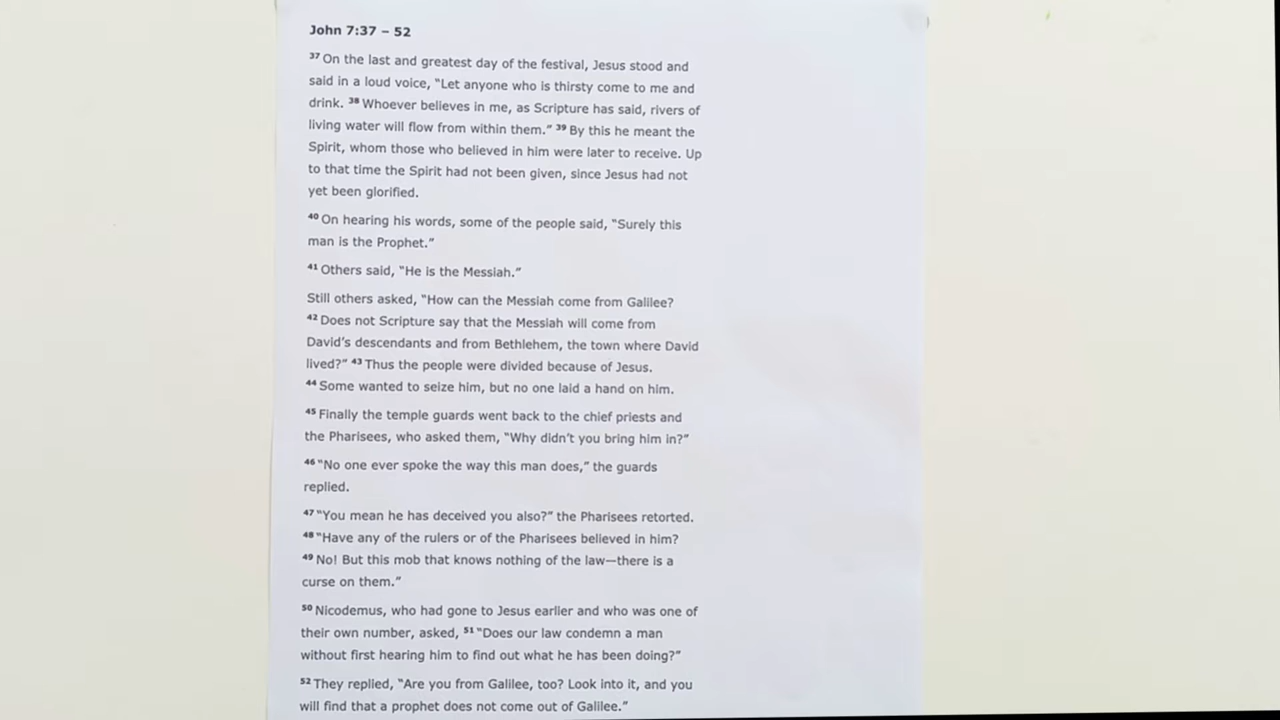 John 7:37 – 52
37 On the last and greatest day of the festival, Jesus stood and
said in a loud voice, “Let anyone who is thirsty come to me and
drink. 38 Whoever believes in me, as Scripture has said, rivers of
living water will flow from within them.” 39 By this he meant the
Spirit, whom those who believed in him were later to receive. Up
to that time the Spirit had not been given, since Jesus had not
yet been glorified.
40 On hearing his words, some of the people said, “Surely this
man is the Prophet.”
41 Others said, “He is the Messiah.”
Still others asked, “How can the Messiah come from Galilee?
42 Does not Scripture say that the Messiah will come from
David’s descendants and from Bethlehem, the town where David
lived?” 43 Thus the people were divided because of Jesus.
44 Some wanted to seize him, but no one laid a hand on him.
45 Finally the temple guards went back to the chief priests and
the Pharisees, who asked them, “Why didn’t you bring him in?”
46 “No one ever spoke the way this man does,” the guards
replied.
47 “You mean he has deceived you also?” the Pharisees retorted.
48 “Have any of the rulers or of the Pharisees believed in him?
49 No! But this mob that knows nothing of the law—there is a
curse on them.”
50 Nicodemus, who had gone to Jesus earlier and who was one of
their own number, asked, 51 “Does our law condemn a man
without first hearing him to find out what he has been doing?”
52 They replied, “Are you from Galilee, too? Look into it, and you
will find that a prophet does not come out of Galilee.”